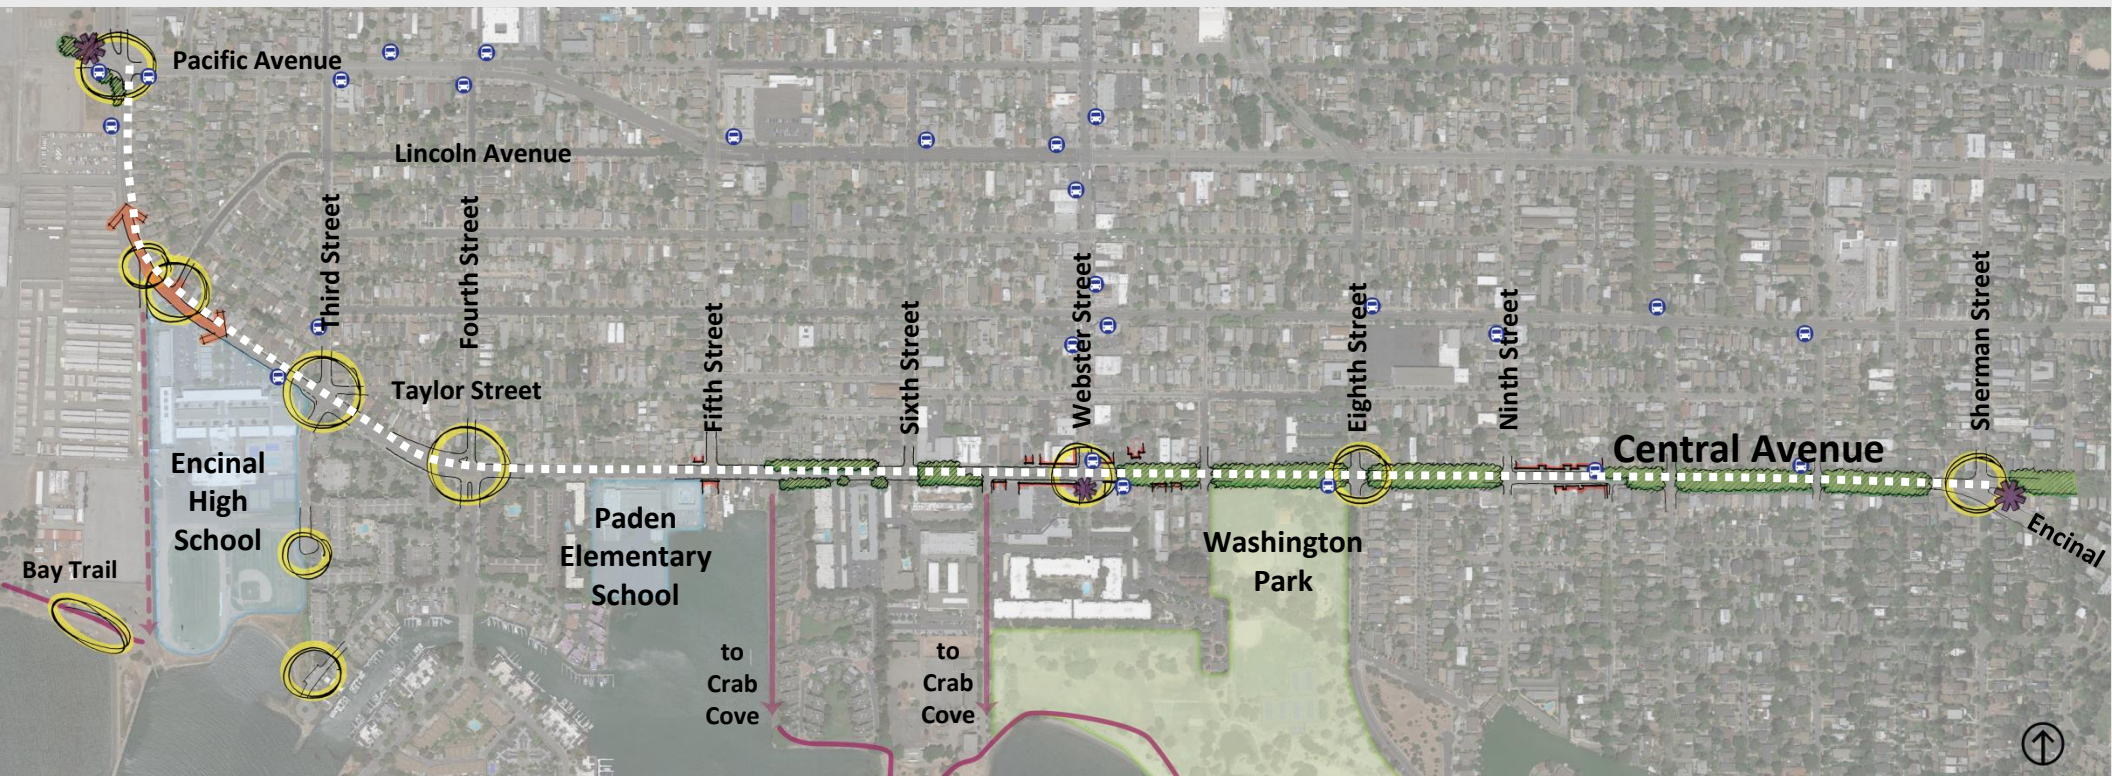 Pacific Avenue
Lincoln Avenue
Third Street
Fourth Street
Taylor Street
Fifth Street
Sixth Street
Webster Street
Eighth Street
Ninth Street
Central Avenue
Sherman Street
Encinal
Encinal
High
School
Bay Trail
Paden
Elementary
School
Washington
Park
to
Crab
Cove
to
Crab
Cove